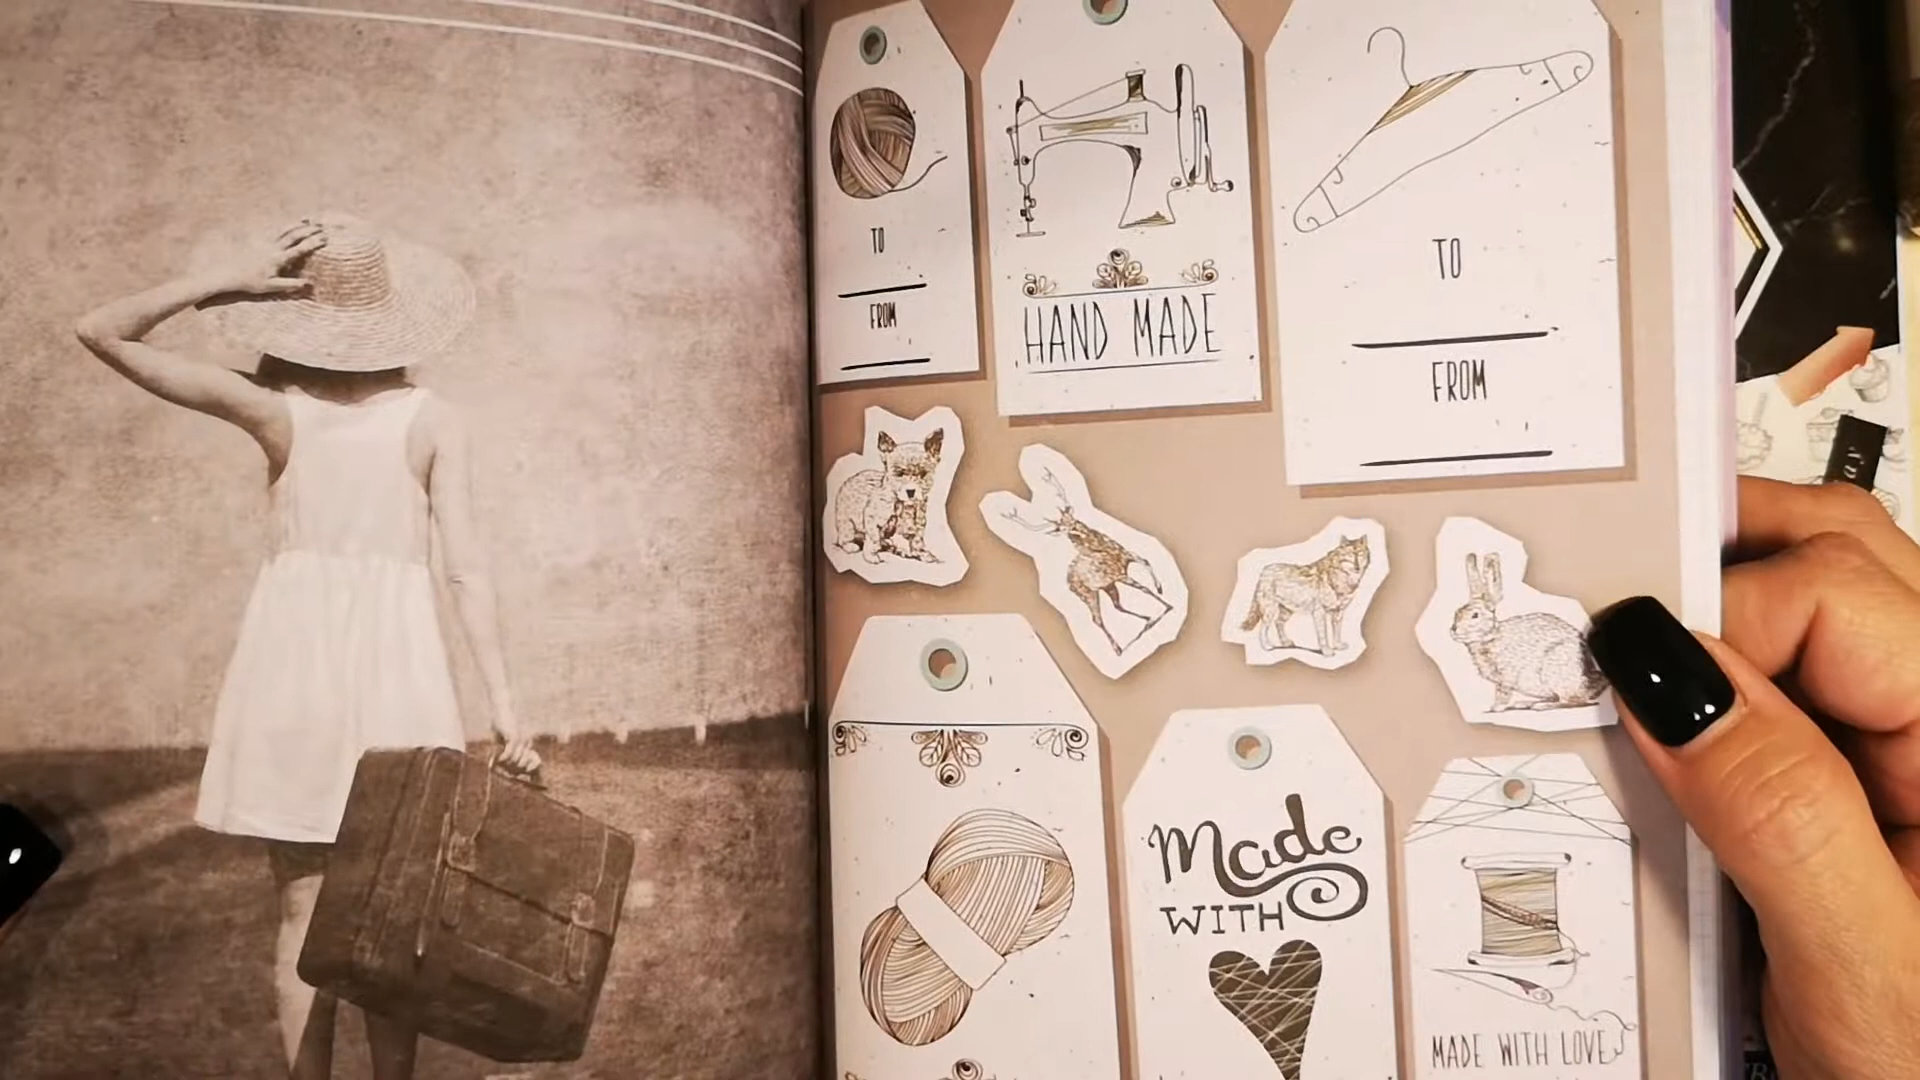 TO
FROM
HAND MADE
TO
FROM
Made
WITH
MADE WITH LOVE